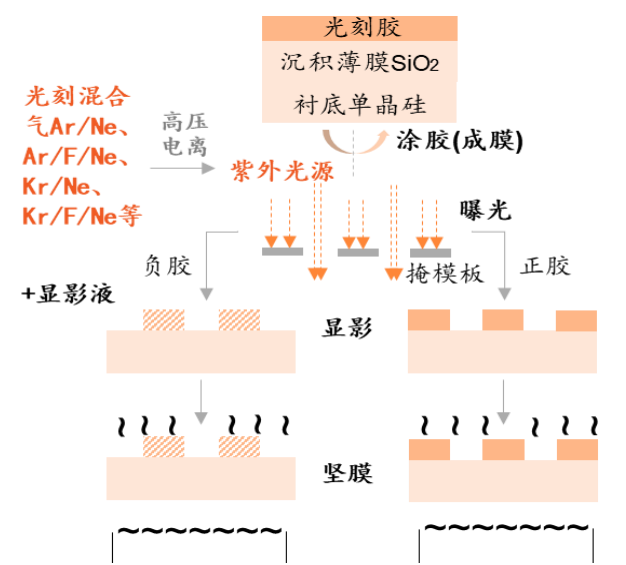 光刻胶
沉积薄膜SiO₂
衬底单晶硅
涂胶(成膜)
光刻混合
气Ar/Ne、
Ar/F/Ne、
Kr/Ne、
Kr/F/Ne等
高压
电离
紫外光源
曝光
掩模板
负胶
正胶
+显影液
显影
坚膜